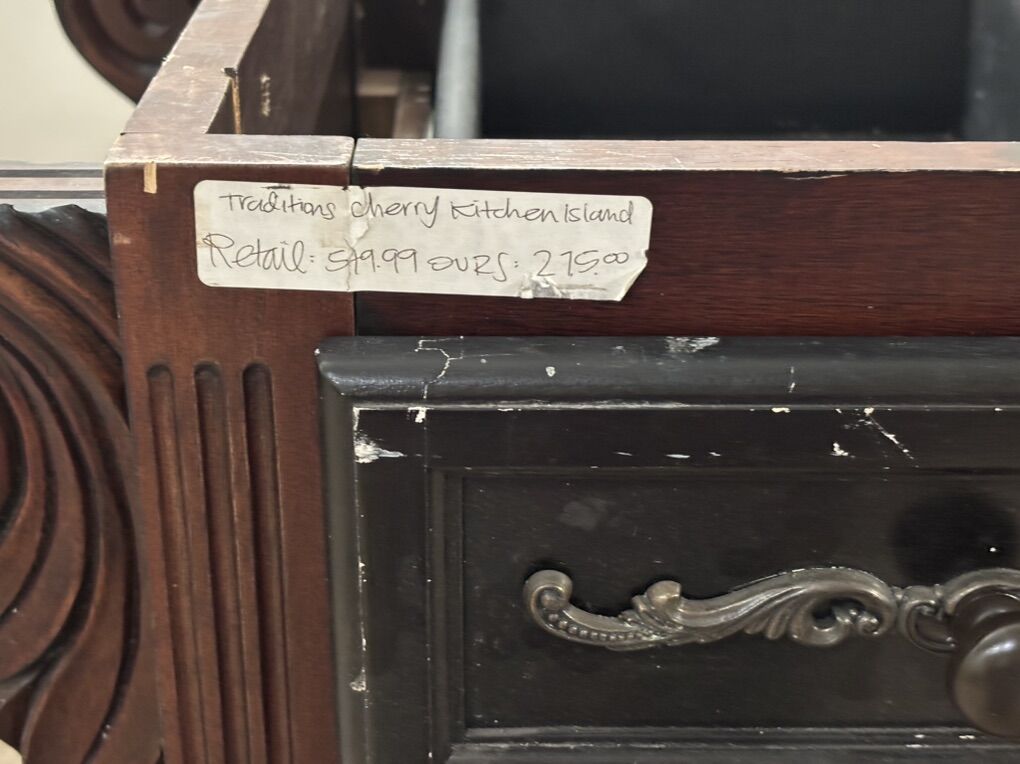 Traditions Cherry Kitchen Island
Retail: 549.99 OURS: 275.00